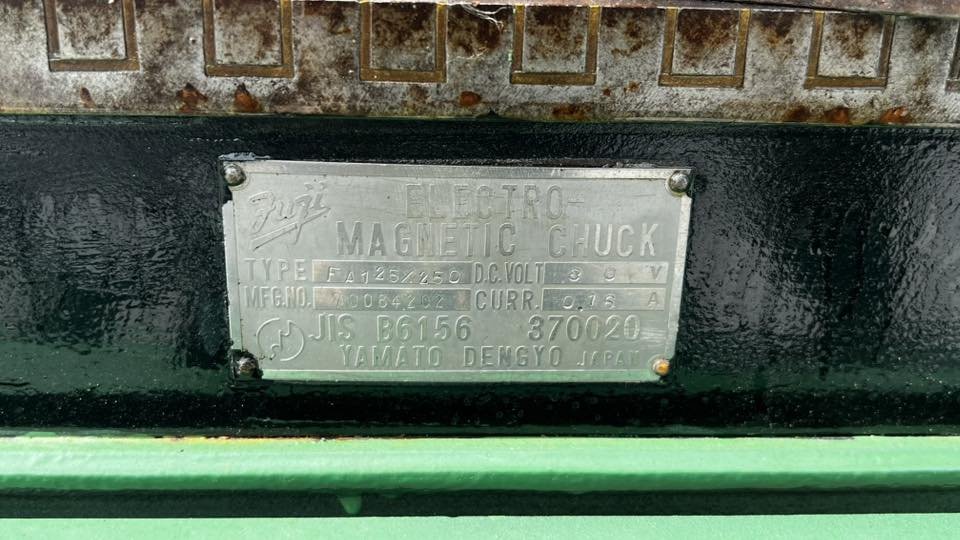 Fuji ELECTRO-
MAGNETIC CHUCK
TYPE FA125X250 D.C.VOLT 90 V
MFG.NO. A0084262 CURR. 0.16 A
JIS B6156 370020
YAMATO DENGYO JAPAN